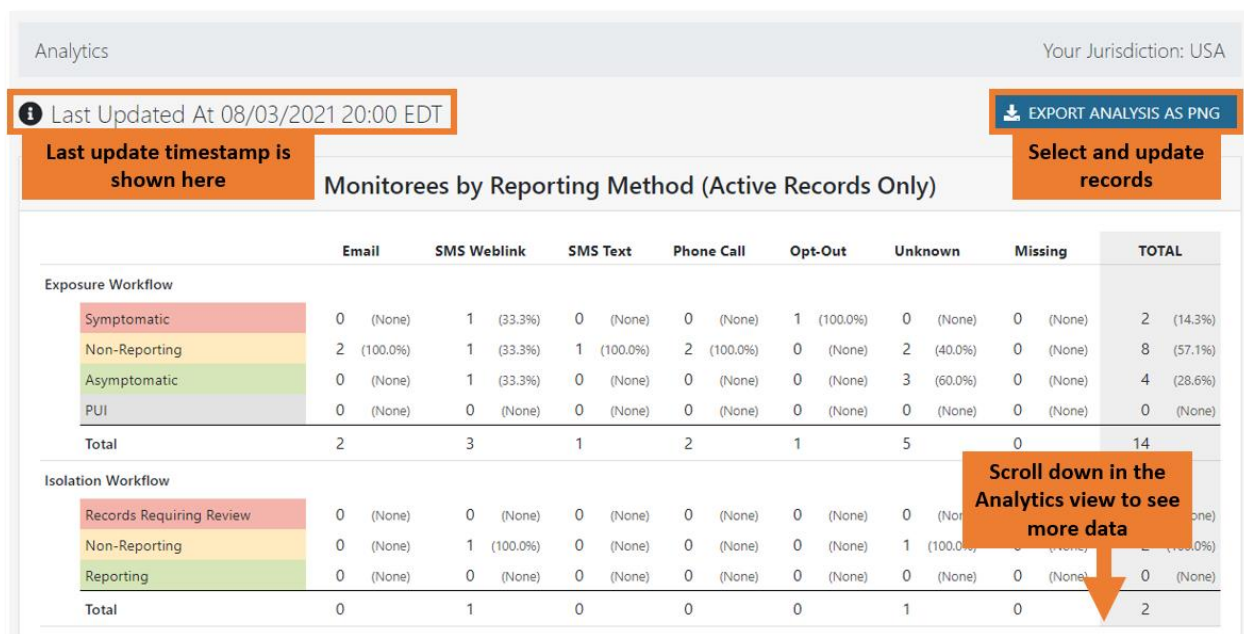 Analytics Your Jurisdiction: USA
Last Updated At 08/03/2021 20:00 EDT EXPORT ANALYSIS AS PNG
Last update timestamp is
shown here
Select and update
records
Monitorees by Reporting Method (Active Records Only)
Email SMS Weblink SMS Text Phone Call Opt-Out Unknown Missing TOTAL
Exposure Workflow
Symptomatic 0 (None) 1 (33.3%) 0 (None) 0 (None) 1 (100.0%) 0 (None) 0 (None) 2 (14.3%)
Non-Reporting 2 (100.0%) 1 (33.3%) 1 (100.0%) 2 (100.0%) 0 (None) 2 (40.0%) 0 (None) 8 (57.1%)
Asymptomatic 0 (None) 1 (33.3%) 0 (None) 0 (None) 0 (None) 3 (60.0%) 0 (None) 4 (28.6%)
PUI 0 (None) 0 (None) 0 (None) 0 (None) 0 (None) 0 (None) 0 (None) 0 (None)
Total 2 3 1 2 1 5 0 14
Isolation Workflow
Scroll down in the
Analytics view to see
more data
Records Requiring Review 0 (None) 0 (None) 0 (None) 0 (None) 0 (None) 0
Non-Reporting 0 (None) 1 (100.0%) 0 (None) 0 (None) 0 (None) 1
Reporting 0 (None) 0 (None) 0 (None) 0 (None) 0 (None) 0 (None) 0 (None) 0 (None)
Total 0 1 0 0 0 1 0 2